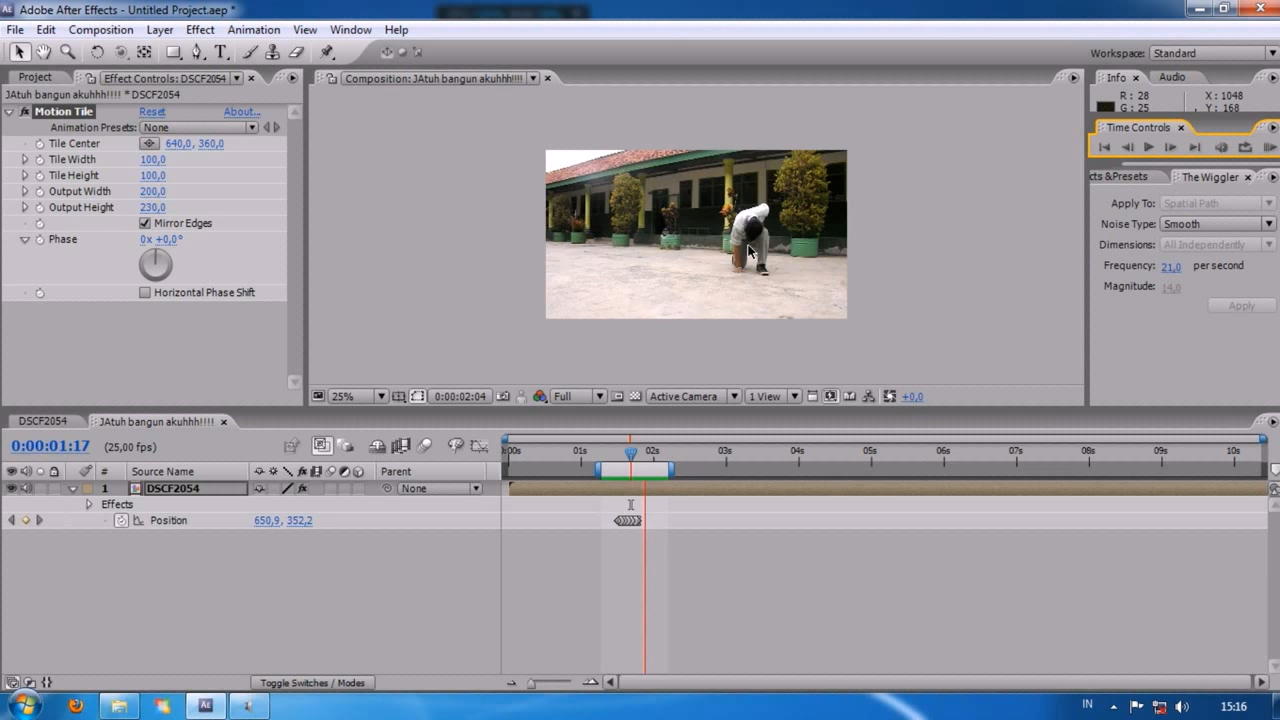 Adobe After Effects - Untitled Project.aep *
File Edit Composition Layer Effect Animation View Window Help
Workspace: Standard
Project Effect Controls: DSCF2054
JAtuh bangun akuhhh!!!! * DSCF2054
Motion Tile Reset About...
Animation Presets: None
Tile Center 640,0, 360,0
Tile Width 100,0
Tile Height 100,0
Output Width 200,0
Output Height 230,0
Mirror Edges
Phase 0x +0,0°
Horizontal Phase Shift
Composition: JAtuh bangun akuhhh!!!!
25% 0:00:02:04 Full Active Camera 1 View +0,0
Info Audio
R: 28 X: 1048
G: 25 Y: 168
Time Controls
cts &Presets The Wiggler
Apply To: Spatial Path
Noise Type: Smooth
Dimensions: All Independently
Frequency: 21,0 per second
Magnitude: 14,0
Apply
DSCF2054 JAtuh bangun akuhhh!!!!
0:00:01:17 (25,00 fps)
:00s 01s 02s 03s 04s 05s 06s 07s 08s 09s 10s
# Source Name Parent
1 DSCF2054 None
Effects
Position 650,9, 352,2
Toggle Switches / Modes
Ae IN 15:16